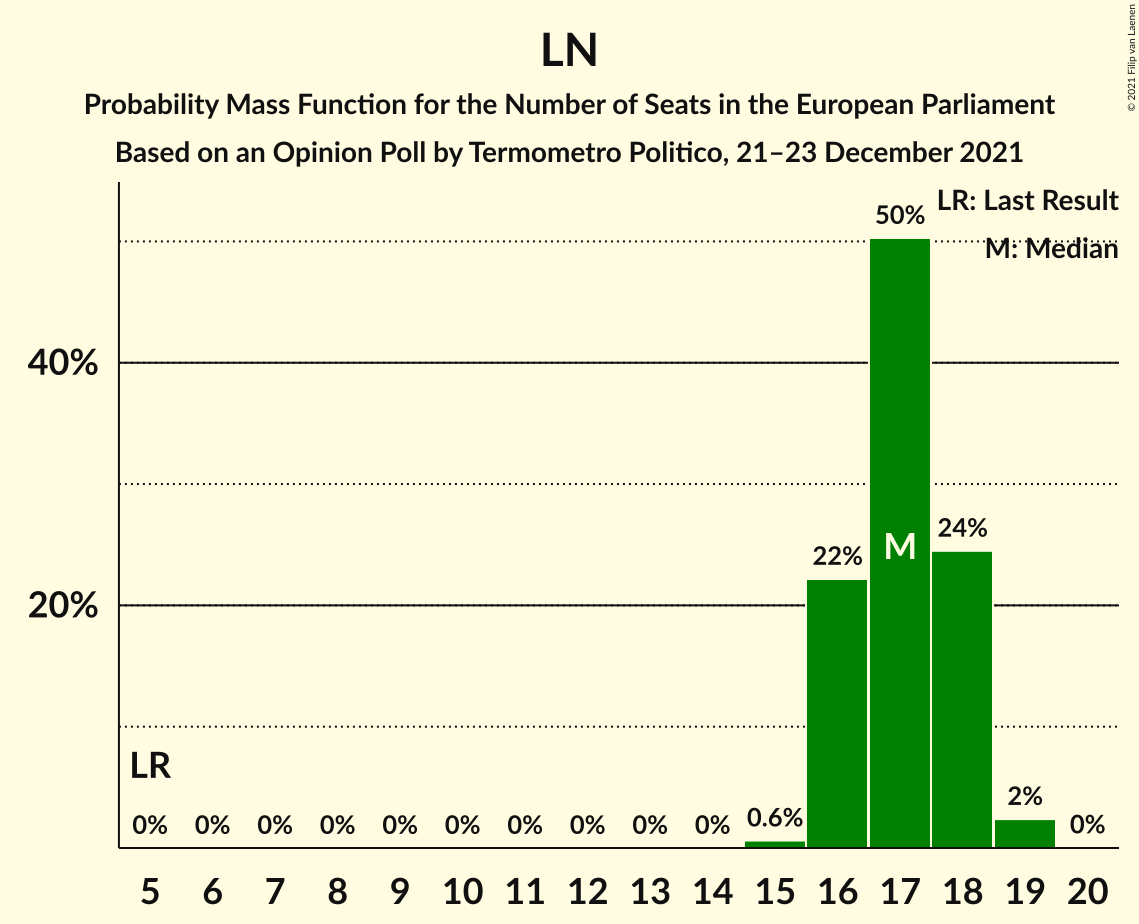 LN
Probability Mass Function for the Number of Seats in the European Parliament
Based on an Opinion Poll by Termometro Politico, 21–23 December 2021
© 2021 Filip van Laenen
LR: Last Result
M: Median
50%
40%
24%
22%
M
20%
LR
2%
0% 0% 0% 0% 0% 0% 0% 0% 0% 0% 0.6% 0%
5 6 7 8 9 10 11 12 13 14 15 16 17 18 19 20